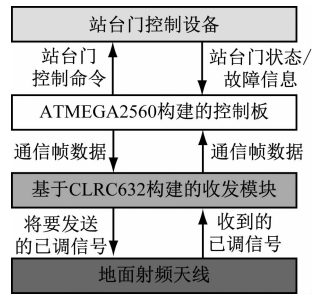 站台门控制设备
站台门
控制命令
站台门状态/
故障信息
ATMEGA2560构建的控制板
通信帧数据
通信帧数据
基于CLRC632构建的收发模块
将要发送
的已调信号
收到的
已调信号
地面射频天线